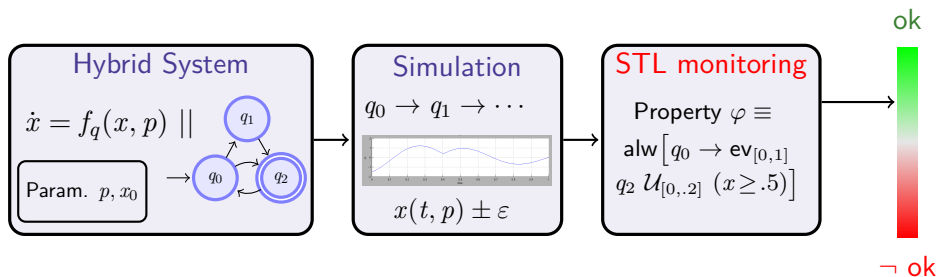 Hybrid System
ẋ = f_q(x, p) ||
q₁
q₀
q₂
Param. p, x₀
Simulation
q₀ → q₁ → ⋯
x(t, p) ± ε
STL monitoring
Property φ ≡
alw[q₀ → ev_[0,1]
q₂ 𝒰_[0,.2] (x ≥ .5)]
ok
¬ ok